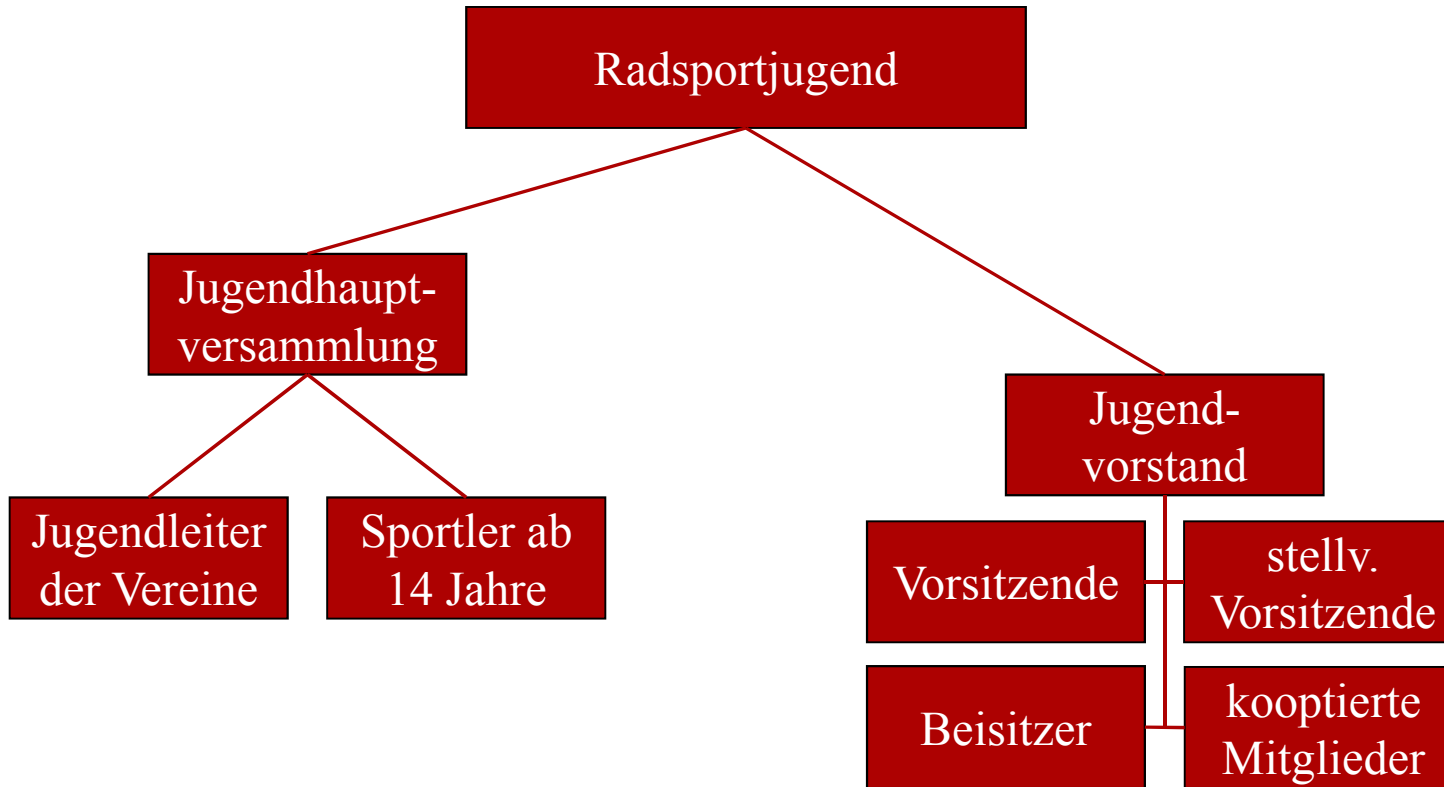 Radsportjugend
Jugendhaupt-
versammlung
Jugendleiter
der Vereine
Sportler ab
14 Jahre
Jugend-
vorstand
Vorsitzende
stellv.
Vorsitzende
Beisitzer
kooptierte
Mitglieder